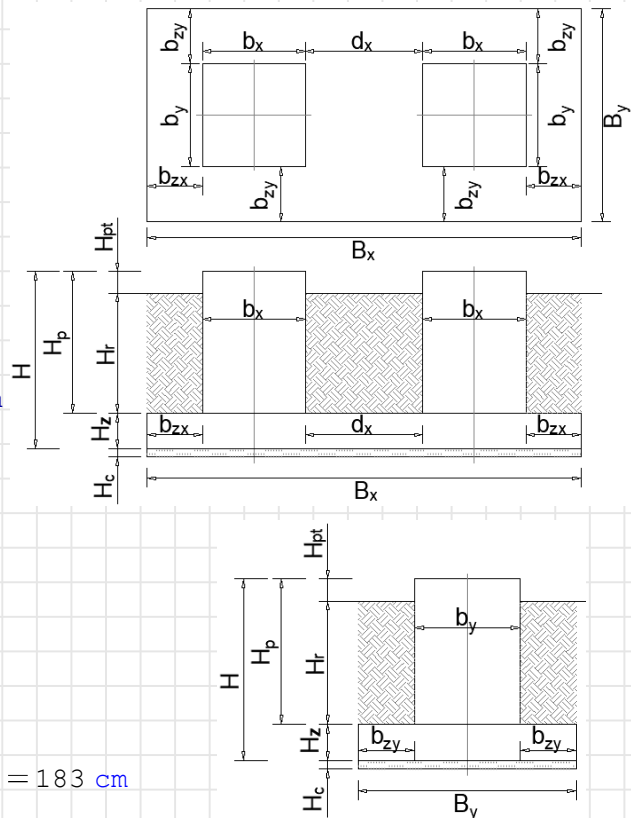 bzy bx dx bx bzy
by by By
bzx bzy bzy bzx
Bx
Hpt
bx bx
H Hp Hr
Hz bzx dx bzx
Hc
Bx
Hpt
by
H Hp Hr
Hz bzy bzy
= 183 cm
Hc By